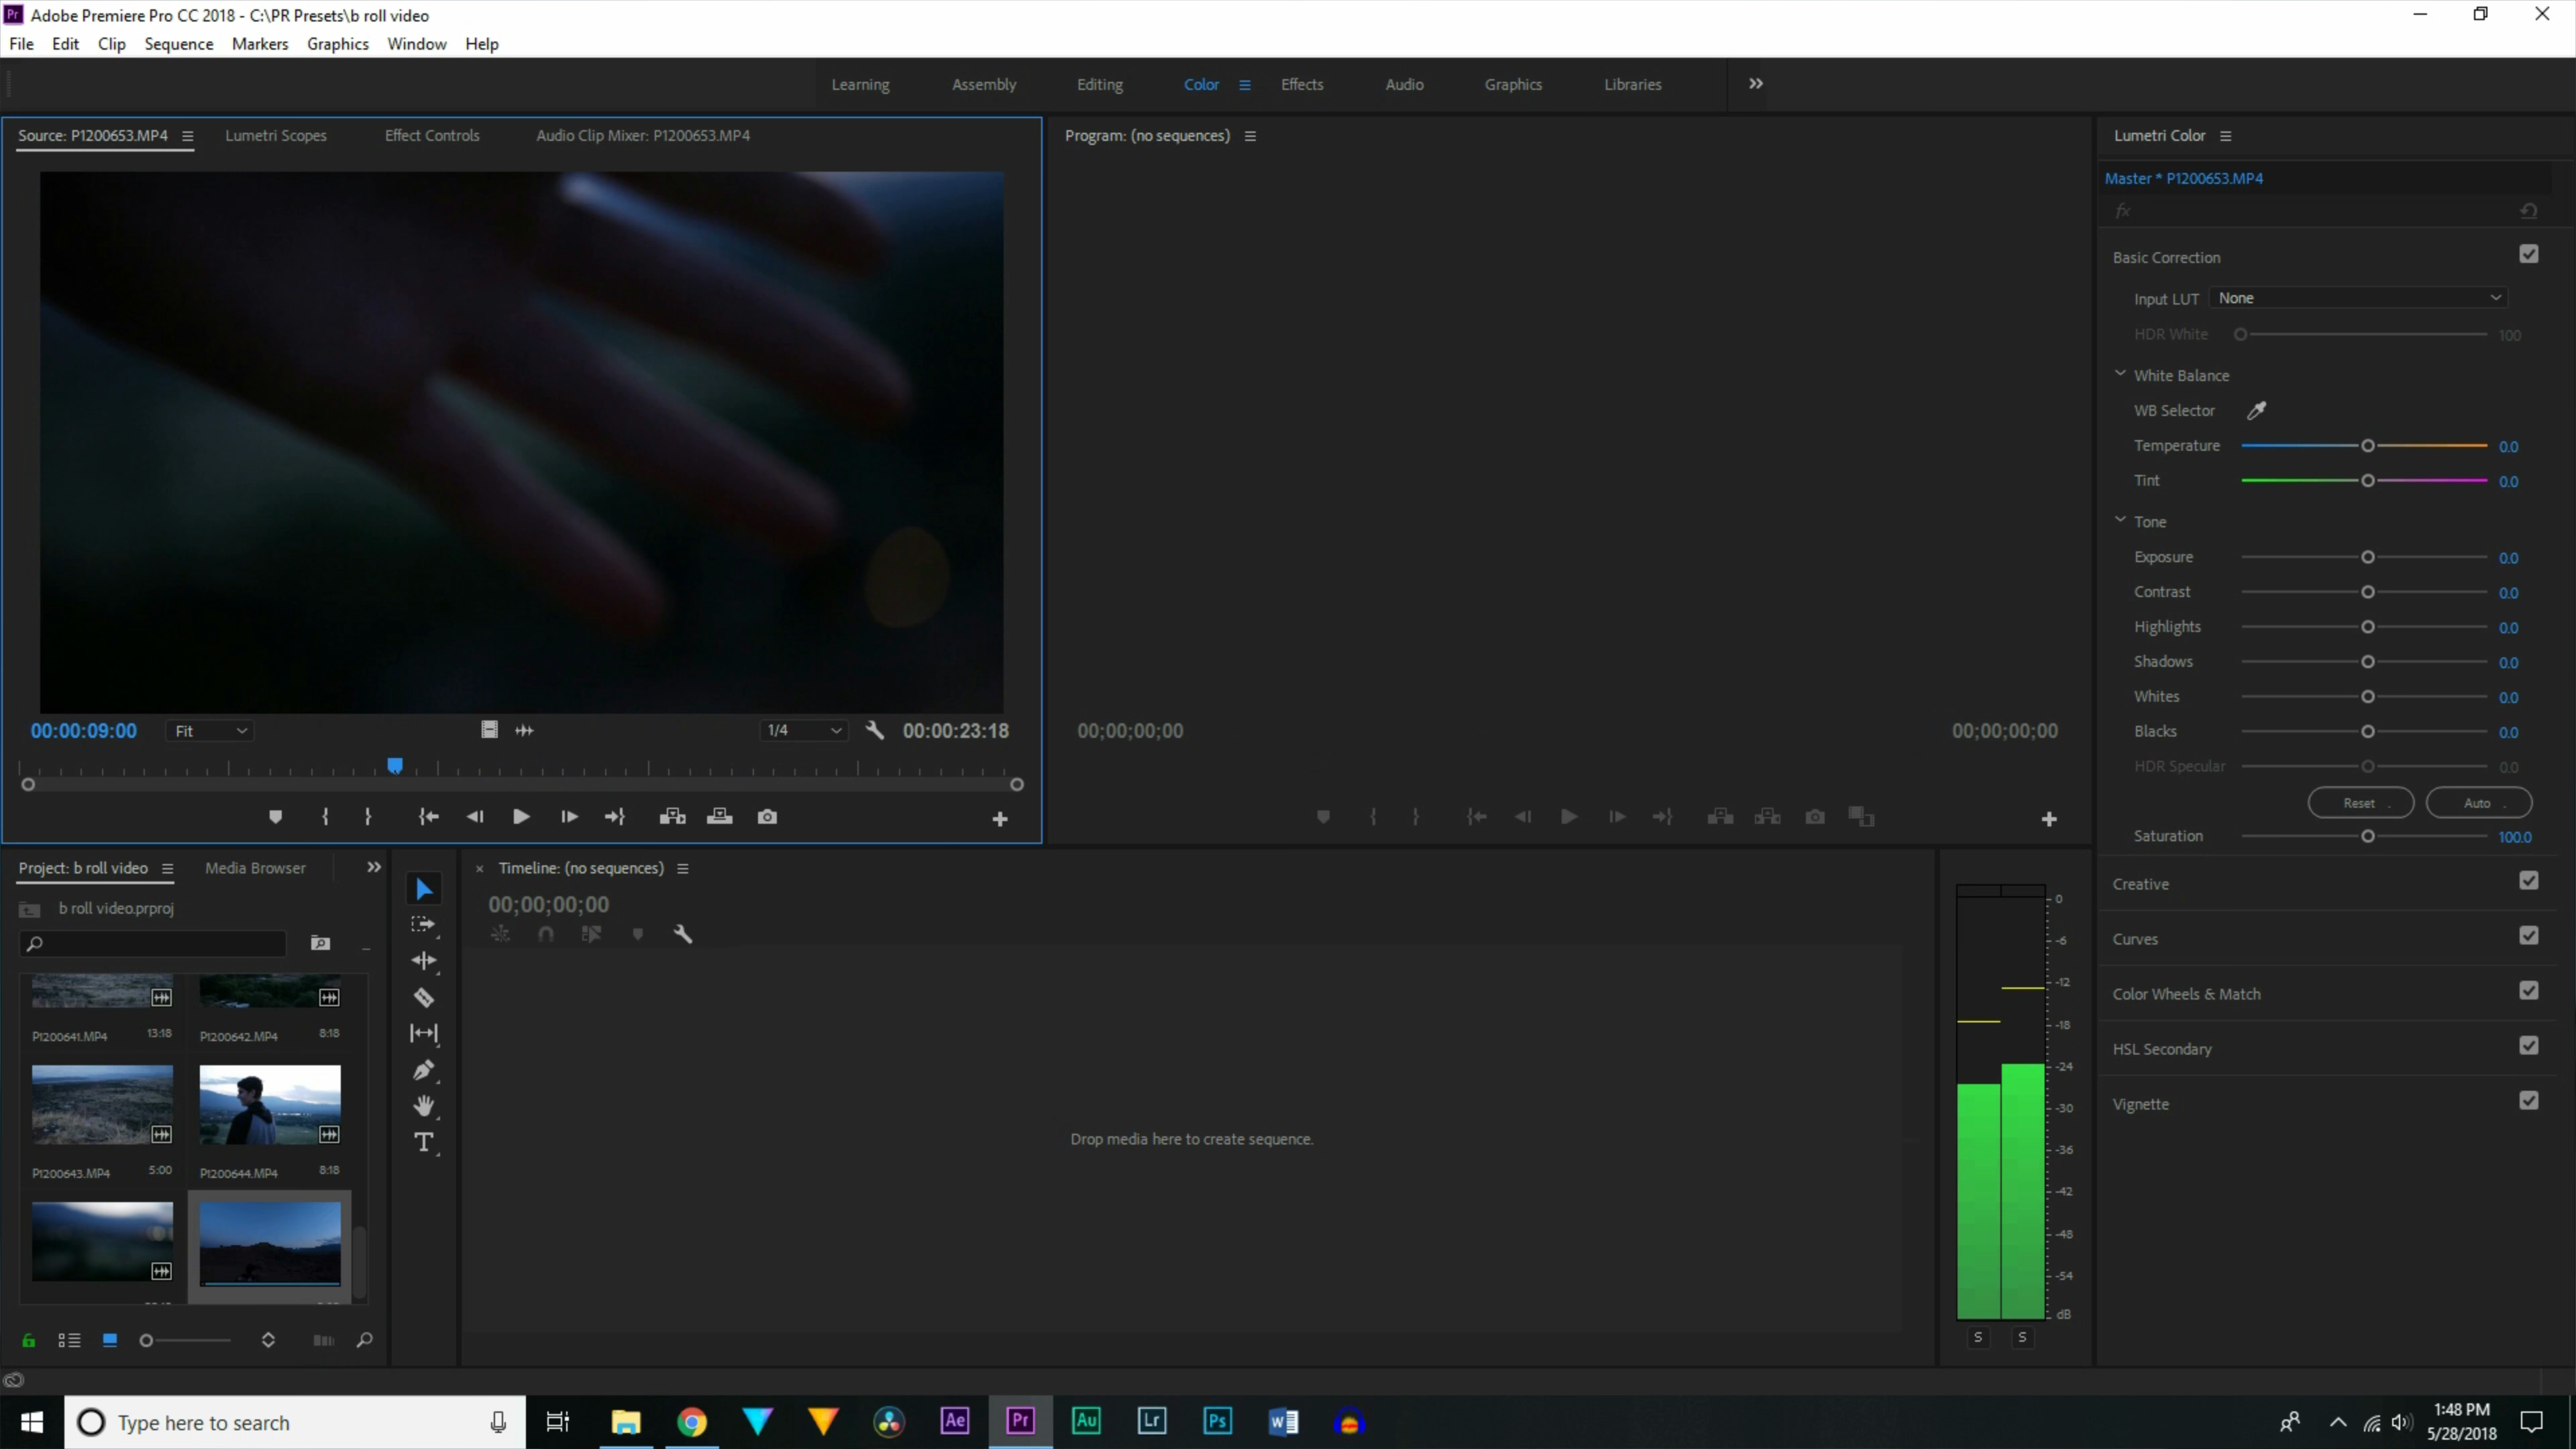 Adobe Premiere Pro CC 2018 - C:\PR Presets\b roll video
File Edit Clip Sequence Markers Graphics Window Help
Learning Assembly Editing Color Effects Audio Graphics Libraries
Source: P1200653.MP4 Lumetri Scopes Effect Controls Audio Clip Mixer: P1200653.MP4
Program: (no sequences)
Lumetri Color
Master * P1200653.MP4
fx
Basic Correction
Input LUT None
HDR White 100
White Balance
WB Selector
Temperature 0.0
Tint 0.0
Tone
Exposure 0.0
Contrast 0.0
Highlights 0.0
Shadows 0.0
Whites 0.0
Blacks 0.0
HDR Specular 0.0
Reset Auto
Saturation 100.0
Creative
Curves
Color Wheels & Match
HSL Secondary
Vignette
00:00:09:00 Fit 1/4 00:00:23:18
00;00;00;00 00;00;00;00
Project: b roll video Media Browser
b roll video.prproj
P1200641.MP4 13:18 P1200642.MP4 8:18
P1200643.MP4 5:00 P1200644.MP4 8:18
Timeline: (no sequences)
00;00;00;00
Drop media here to create sequence.
0
-6
-12
-18
-24
-30
-36
-42
-48
-54
dB
S S
Type here to search
Ae Pr Au Lr Ps W
1:48 PM
5/28/2018